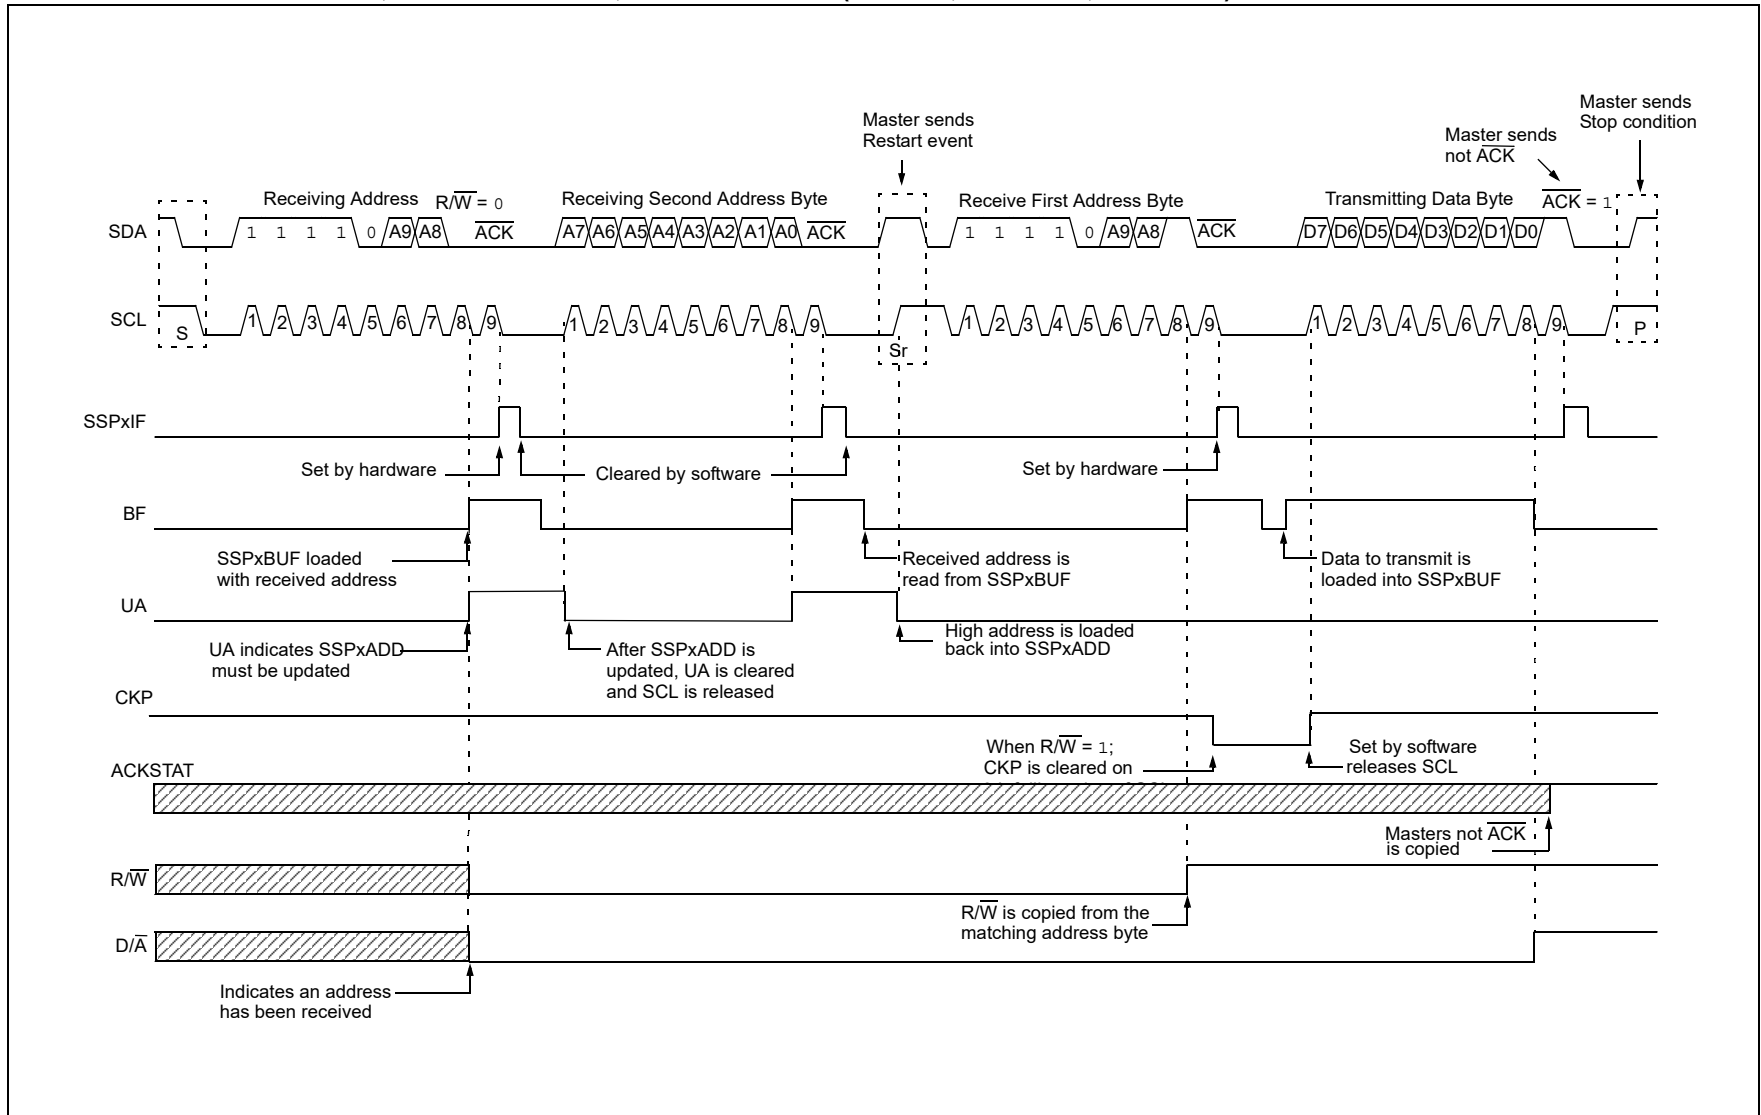 Master sends
Stop condition
Master sends
Restart event
Master sends
not A̅C̅K̅
Receiving Address R/W̅ = 0
Receiving Second Address Byte
Receive First Address Byte
Transmitting Data Byte
A̅C̅K̅ = 1
SDA 1 1 1 1 0 A9 A8 A̅C̅K̅ A7 A6 A5 A4 A3 A2 A1 A0 A̅C̅K̅ 1 1 1 1 0 A9 A8 A̅C̅K̅ D7 D6 D5 D4 D3 D2 D1 D0
SCL S 1 2 3 4 5 6 7 8 9 1 2 3 4 5 6 7 8 9 Sr 1 2 3 4 5 6 7 8 9 1 2 3 4 5 6 7 8 9 P
SSPxIF
Set by hardware
Cleared by software
Set by hardware
BF
SSPxBUF loaded
with received address
Received address is
read from SSPxBUF
Data to transmit is
loaded into SSPxBUF
UA
UA indicates SSPxADD
must be updated
After SSPxADD is
updated, UA is cleared
and SCL is released
High address is loaded
back into SSPxADD
CKP
When R/W̅ = 1;
CKP is cleared on
Set by software
releases SCL
ACKSTAT
Masters not A̅C̅K̅
is copied
R/W̅
R/W̅ is copied from the
matching address byte
D/A̅
Indicates an address
has been received